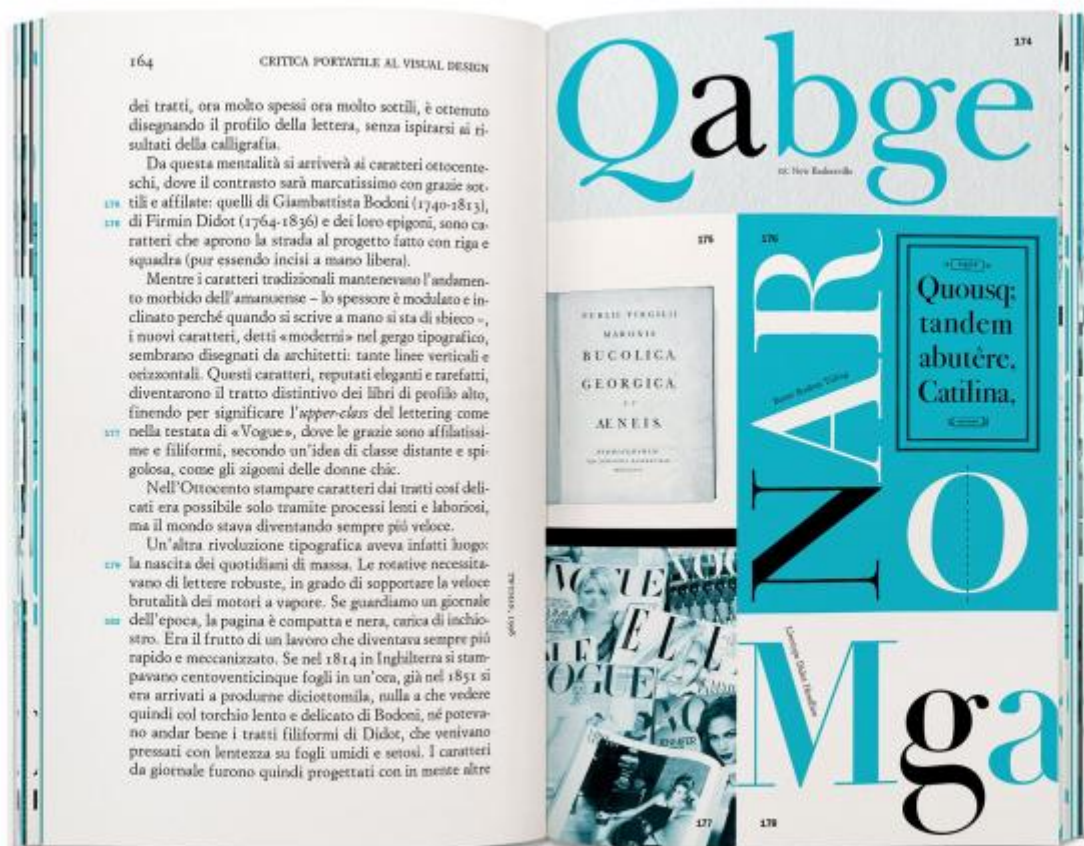 164
CRITICA PORTATILE AL VISUAL DESIGN
dei tratti, ora molto spessi ora molto sottili, è ottenuto
disegnando il profilo della lettera, senza ispirarsi ai ri-
sultati della calligrafia.
Da questa mentalità si arriverà ai caratteri ottocente-
schi, dove il contrasto sarà marcatissimo con grazie sot-
tili e affilate: quelli di Giambattista Bodoni (1740-1813),
di Firmin Didot (1764-1836) e dei loro epigoni, sono ca-
ratteri che aprono la strada al progetto fatto con riga e
squadra (pur essendo incisi a mano libera).
Mentre i caratteri tradizionali mantenevano l'andamen-
to morbido dell'amanuense – lo spessore è modulato e in-
clinato perché quando si scrive a mano si sta di sbieco –,
i nuovi caratteri, detti «moderni» nel gergo tipografico,
sembrano disegnati da architetti: tante linee verticali e
orizzontali. Questi caratteri, reputati eleganti e rarefatti,
diventarono il tratto distintivo dei libri di profilo alto,
finendo per significare l'upper-class del lettering come
177 nella testata di «Vogue», dove le grazie sono affilatissi-
me e filiformi, secondo un'idea di classe distante e spi-
golosa, come gli zigomi delle donne chic.
Nell'Ottocento stampare caratteri dai tratti cosí deli-
cati era possibile solo tramite processi lenti e laboriosi,
ma il mondo stava diventando sempre piú veloce.
Un'altra rivoluzione tipografica aveva infatti luogo:
la nascita dei quotidiani di massa. Le rotative necessita-
vano di lettere robuste, in grado di sopportare la veloce
brutalità dei motori a vapore. Se guardiamo un giornale
dell'epoca, la pagina è compatta e nera, carica di inchio-
stro. Era il frutto di un lavoro che diventava sempre piú
rapido e meccanizzato. Se nel 1814 in Inghilterra si stam-
pavano centoventicinque fogli in un'ora, già nel 1851 si
era arrivati a produrne diciottomila, nulla a che vedere
quindi col torchio lento e delicato di Bodoni, né poteva-
no andar bene i tratti filiformi di Didot, che venivano
pressati con lentezza su fogli umidi e setosi. I caratteri
da giornale furono quindi progettati con in mente altre
174
Qabge
New Baskerville
175
PUBLII VIRGILII
MARONIS
BUCOLICA,
GEORGICA,
ET
AENEIS.
176
NAR
O
Quousq;
tandem
abutêre,
Catilina,
VOGUE
ELLE
VOGUE
JENNIFER
177
Mga
178